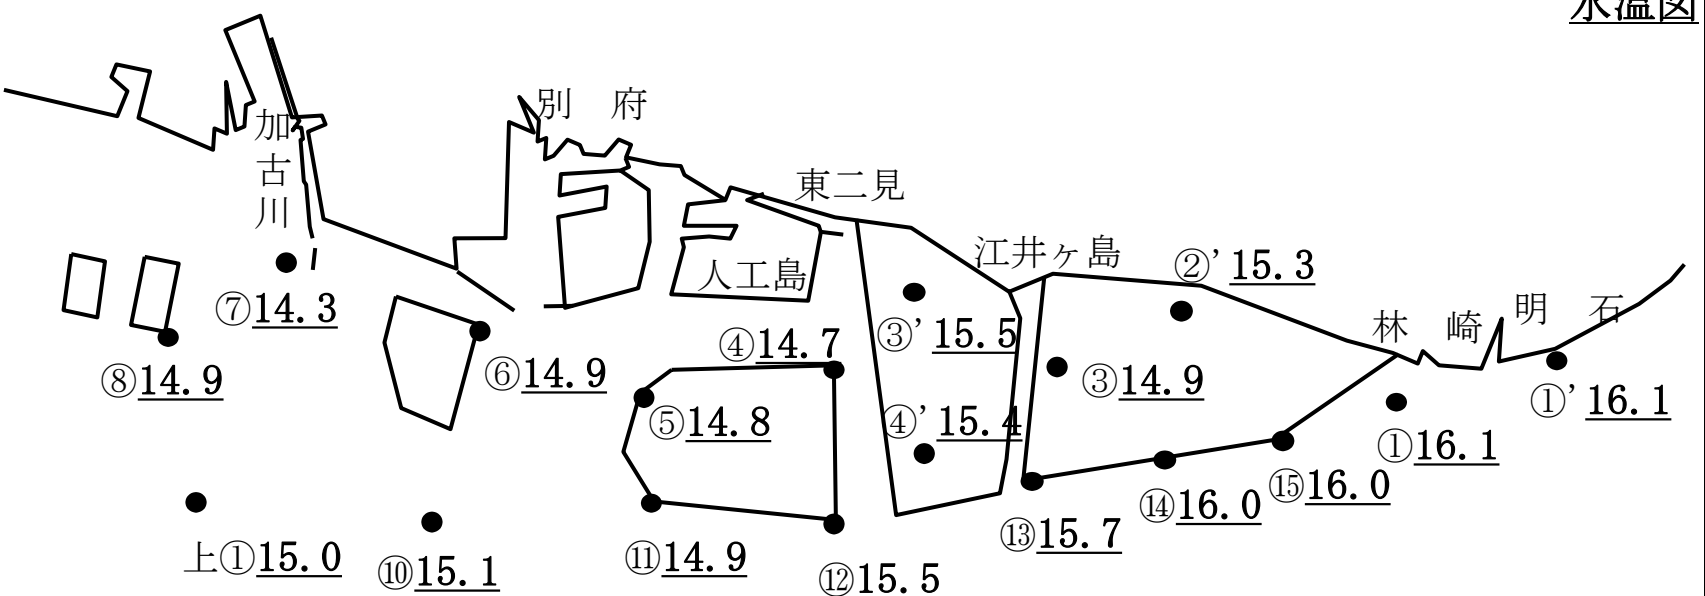 水温図
別 府
加古川
東二見
江井ヶ島
②’15.3
人工島
林 崎 明 石
⑦14.3
③’15.5
④14.7
⑧14.9
⑥14.9
③14.9
①’16.1
⑤14.8
④’15.4
①16.1
⑮16.0
⑭16.0
⑬15.7
上①15.0
⑩15.1
⑪14.9
⑫15.5